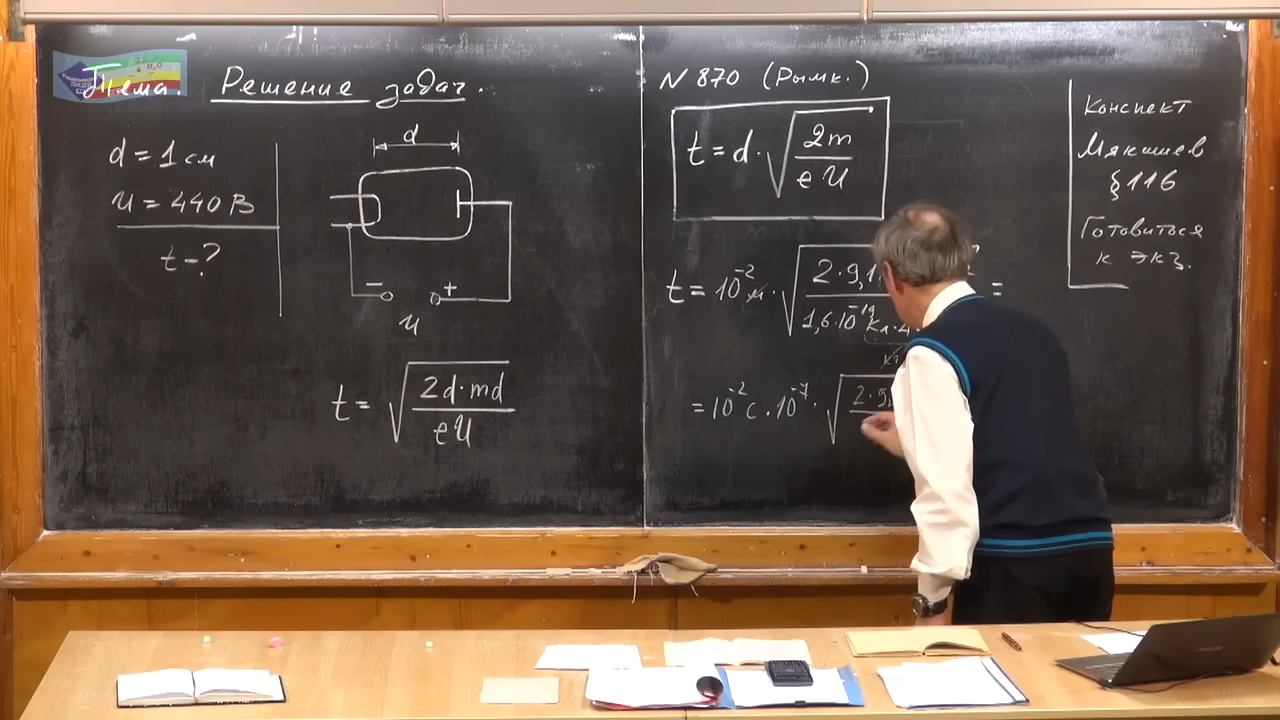 Тема: Решение задач.
d = 1 см
U = 440 В
t - ?
d
- +
U
t = √(2d·md / eU)
N 870 (Рымк.)
t = d·√(2m / eU)
t = 10⁻² м · √(2·9,1· / 1,6·10⁻¹⁹ Кл·4 =
= 10⁻² с · 10⁻⁷ · √(2·9,
Конспект
Мякишев
§116
Готовиться
к экз.